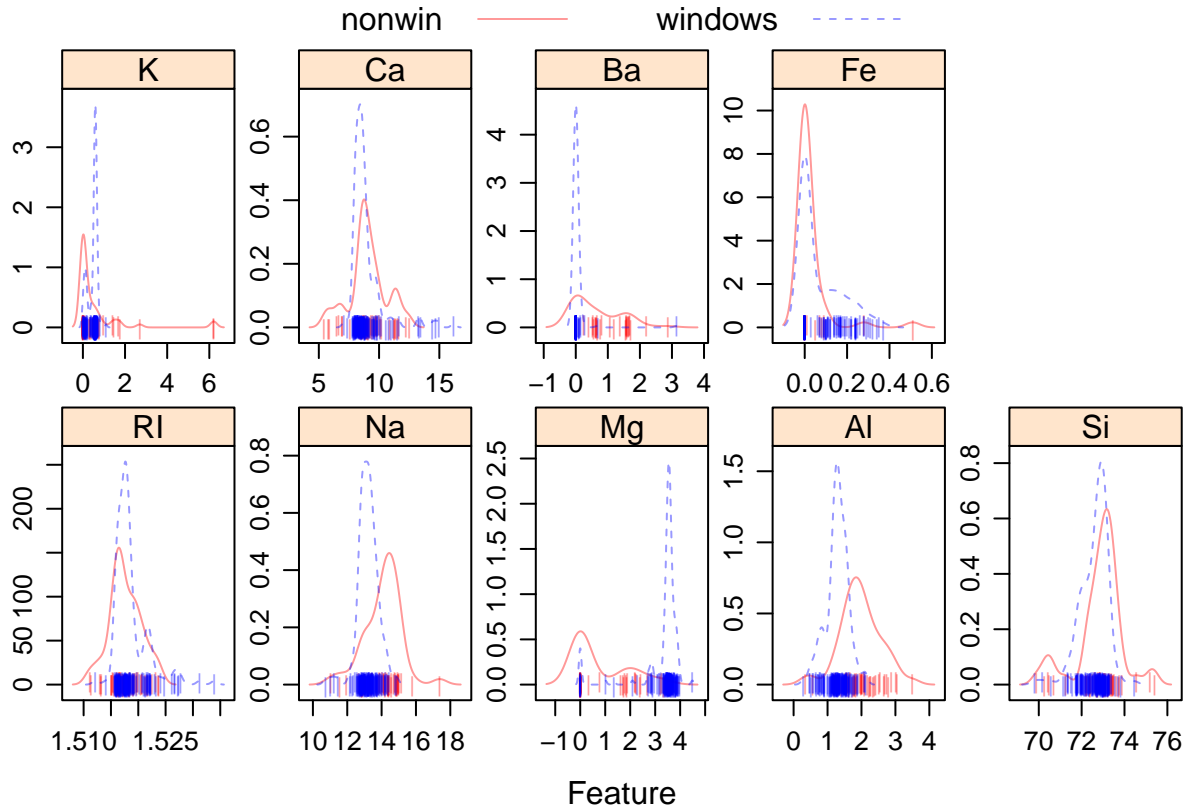 nonwin windows
K Ca Ba Fe
0 1 2 3
0.0 0.2 0.4 0.6
0 1 2 3 4
0 2 4 6 8 10
0 2 4 6
5 10 15
−1 0 1 2 3 4
0.0 0.2 0.4 0.6
RI Na Mg Al Si
0 50 100 200
0.0 0.2 0.4 0.6 0.8
0.0 0.5 1.0 1.5 2.0 2.5
0.0 0.5 1.0 1.5
0.0 0.2 0.4 0.6 0.8
1.510 1.525
10 12 14 16 18
−1 0 1 2 3 4
0 1 2 3 4
70 72 74 76
Feature